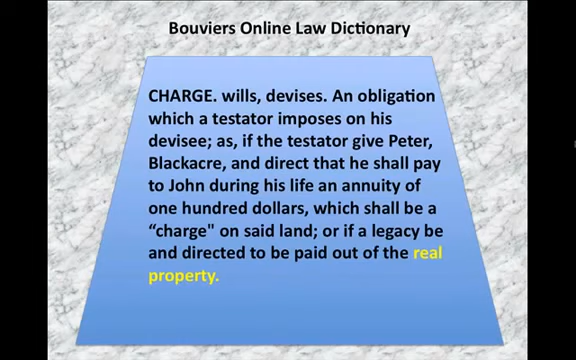 Bouviers Online Law Dictionary
CHARGE. wills, devises. An obligation
which a testator imposes on his
devisee; as, if the testator give Peter,
Blackacre, and direct that he shall pay
to John during his life an annuity of
one hundred dollars, which shall be a
“charge" on said land; or if a legacy be
and directed to be paid out of the real
property.